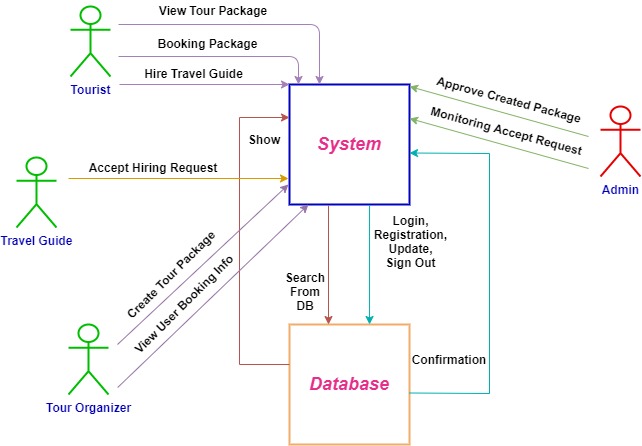 View Tour Package
Booking Package
Hire Travel Guide
Tourist
Approve Created Package
Monitoring Accept Request
Admin
Show
System
Accept Hiring Request
Travel Guide
Create Tour Package
View User Booking Info
Login,
Registration,
Update,
Sign Out
Search
From
DB
Tour Organizer
Database
Confirmation